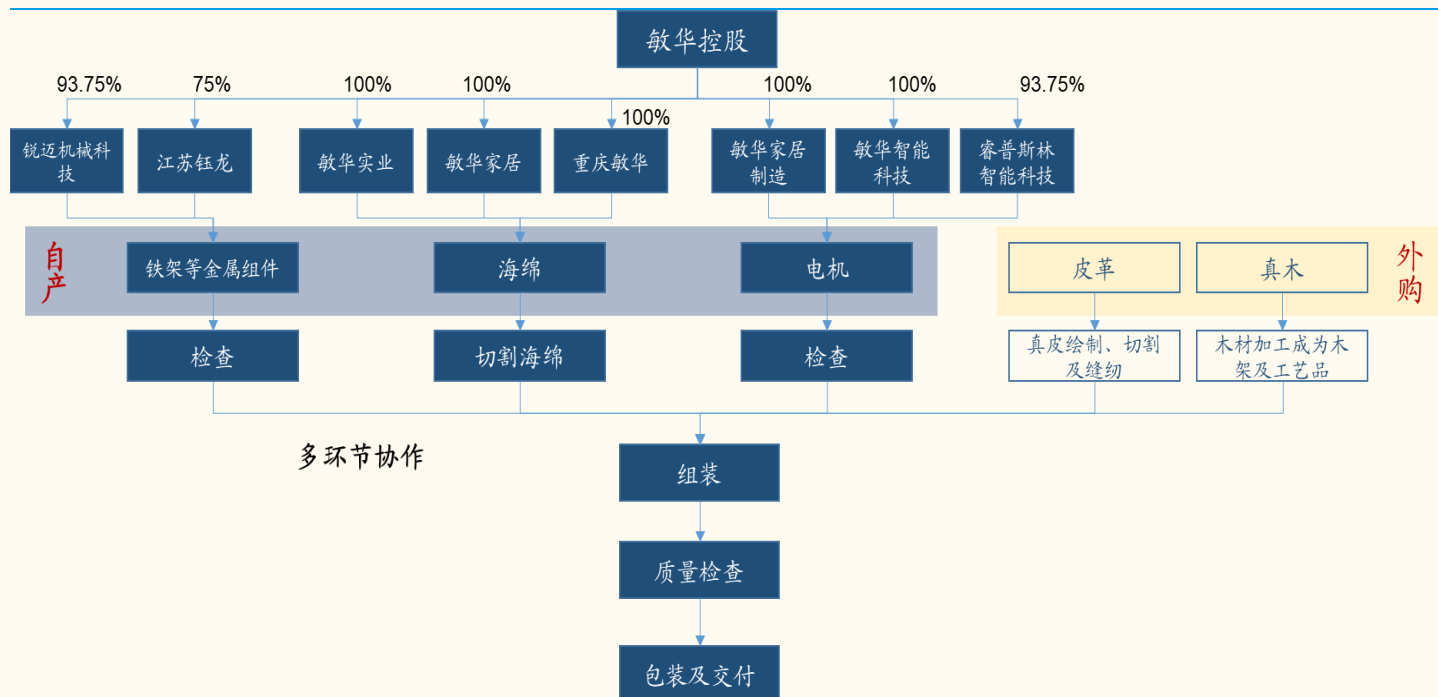 敏华控股
93.75%
75%
100%
100%
100%
100%
100%
93.75%
锐迈机械科
技
江苏钰龙
敏华实业
敏华家居
重庆敏华
敏华家居
制造
敏华智能
科技
睿普斯林
智能科技
自
产
铁架等金属组件
海绵
电机
皮革
真木
外
购
检查
切割海绵
检查
真皮绘制、切割
及缝纫
木材加工成为木
架及工艺品
多环节协作
组装
质量检查
包装及交付